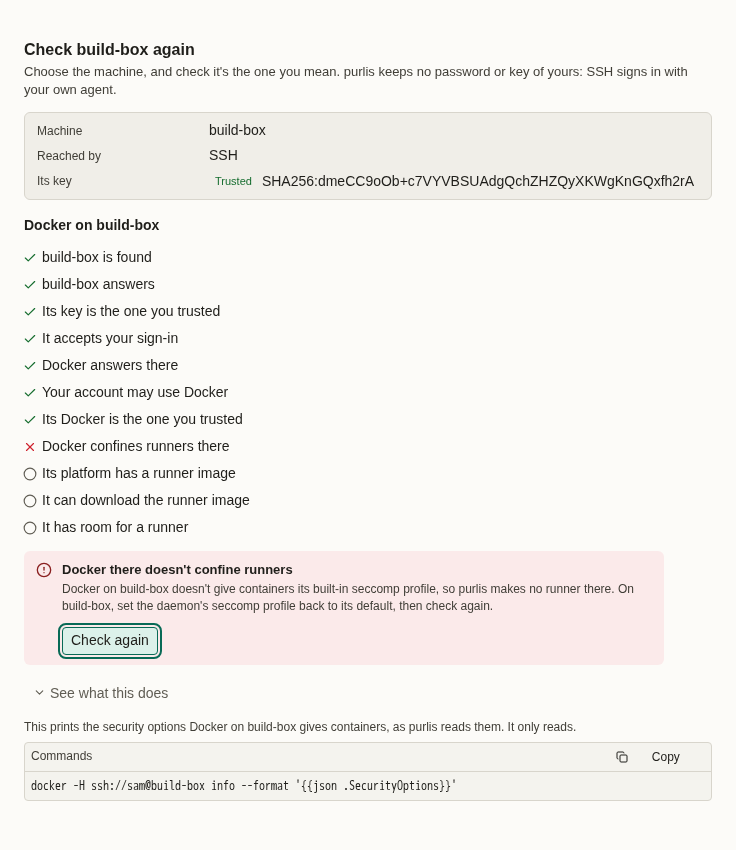 Check build-box again
Choose the machine, and check it's the one you mean. purlis keeps no password or key of yours: SSH signs in with
your own agent.
Machine build-box
Reached by SSH
Its key Trusted SHA256:dmeCC9oOb+c7VYVBSUAdgQchZHZQyXKWgKnGQxfh2rA
Docker on build-box
build-box is found
build-box answers
Its key is the one you trusted
It accepts your sign-in
Docker answers there
Your account may use Docker
Its Docker is the one you trusted
Docker confines runners there
Its platform has a runner image
It can download the runner image
It has room for a runner
Docker there doesn't confine runners
Docker on build-box doesn't give containers its built-in seccomp profile, so purlis makes no runner there. On
build-box, set the daemon's seccomp profile back to its default, then check again.
Check again
See what this does
This prints the security options Docker on build-box gives containers, as purlis reads them. It only reads.
Commands Copy
docker -H ssh://sam@build-box info --format '{{json .SecurityOptions}}'